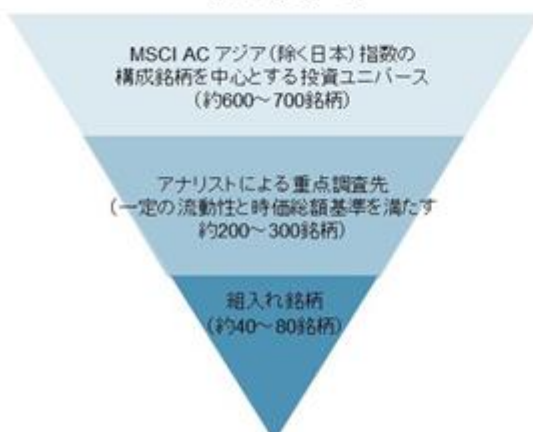 MSCI AC アジア(除く日本)指数の
構成銘柄を中心とする投資ユニバース
(約600～700銘柄)
アナリストによる重点調査先
(一定の流動性と時価総額基準を満たす
約200～300銘柄)
組入れ銘柄
(約40～80銘柄)